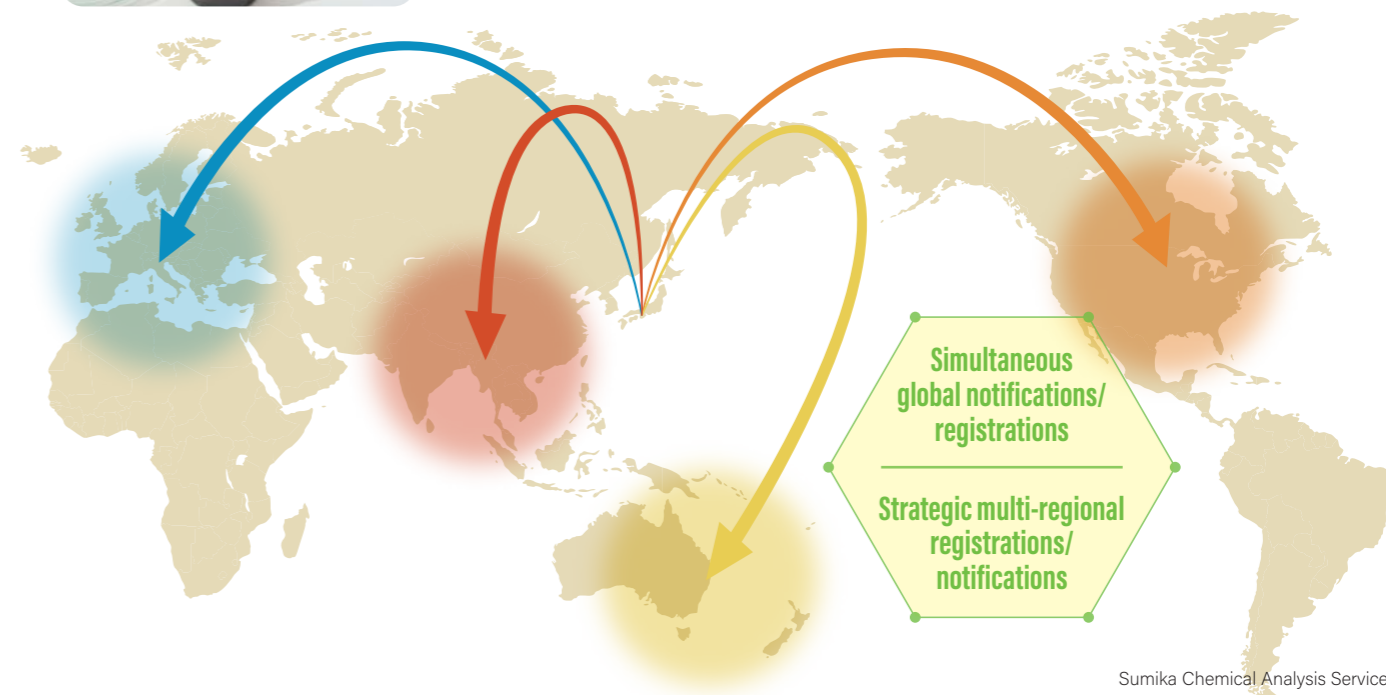 Simultaneous
global notifications/
registrations
Strategic multi-regional
registrations/
notifications
Sumika Chemical Analysis Service